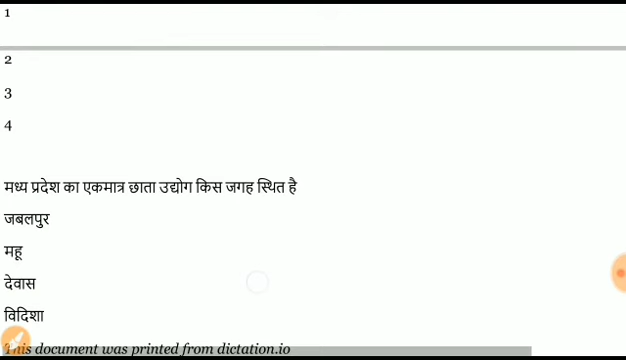 1
2
3
4
मध्य प्रदेश का एकमात्र छाता उद्योग किस जगह स्थित है
जबलपुर
महू
देवास
विदिशा
This document was printed from dictation.io